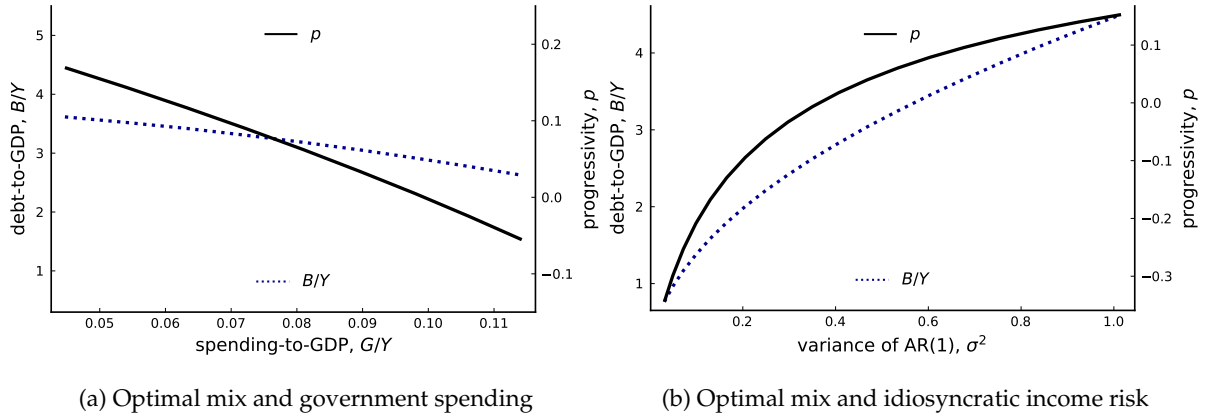 5
4
3
2
1
debt-to-GDP, B/Y
p
B/Y
0.2
0.1
0.0
−0.1
progressivity, p
0.05 0.06 0.07 0.08 0.09 0.10 0.11
spending-to-GDP, G/Y
(a) Optimal mix and government spending
4
3
2
1
debt-to-GDP, B/Y
p
B/Y
0.1
0.0
−0.1
−0.2
−0.3
progressivity, p
0.2 0.4 0.6 0.8 1.0
variance of AR(1), σ²
(b) Optimal mix and idiosyncratic income risk